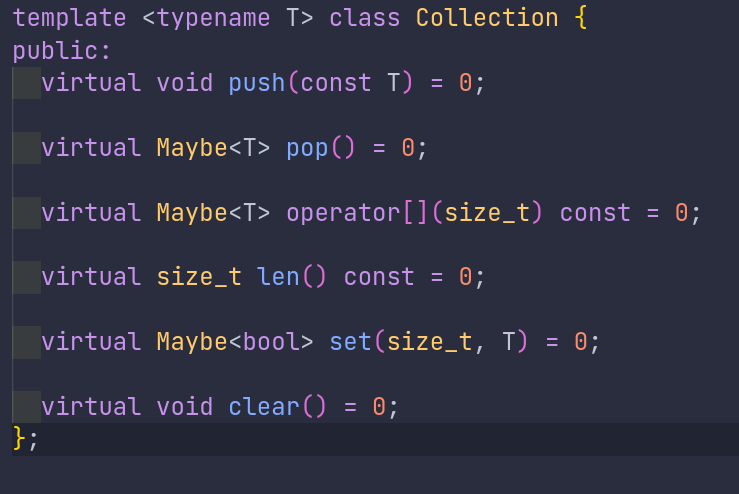 template <typename T> class Collection {
public:
  virtual void push(const T) = 0;
  virtual Maybe<T> pop() = 0;
  virtual Maybe<T> operator[](size_t) const = 0;
  virtual size_t len() const = 0;
  virtual Maybe<bool> set(size_t, T) = 0;
  virtual void clear() = 0;
};